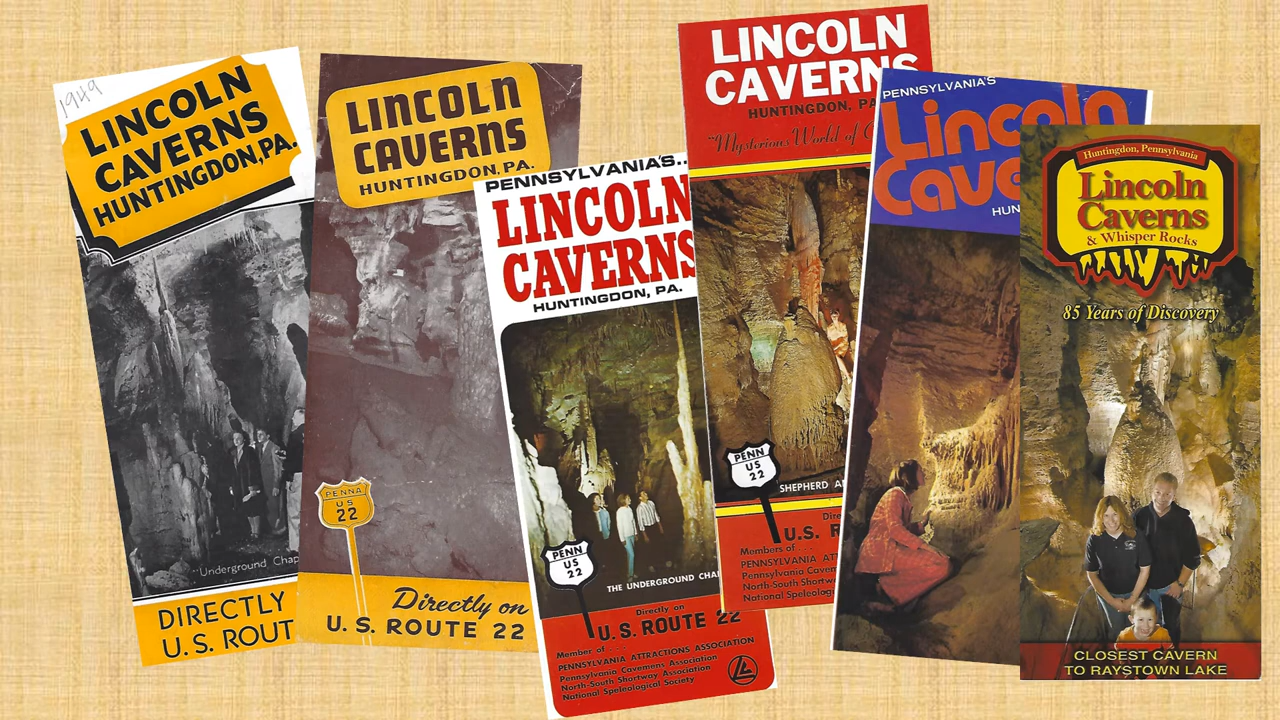 1949
LINCOLN
CAVERNS
HUNTINGDON, PA.
"Underground Chap
DIRECTLY
U.S. ROUT
LINCOLN
CAVERNS
HUNTINGDON, PA.
PENNA
US
22
Directly on
U. S. ROUTE 22
PENNSYLVANIA'S..
LINCOLN
CAVERNS
HUNTINGDON, PA.
PENN
US
22
THE UNDERGROUND CHA
Directly on
U.S. ROUTE 22
Member of . . .
PENNSYLVANIA ATTRACTIONS ASSOCIATION
Pennsylvania Cavemens Association
North-South Shortway Association
National Speleological Society
LINCOLN
CAVERNS
HUNTINGDON, PA
"Mysterious World of
PENN
US
22
SHEPHERD A
Dire
U.S. R
Members of . . .
PENNSYLVANIA AT
Pennsylvania Cavem
North-South Shortw
National Speleolog
PENNSYLVANIA'S
Lincoln
Cave
HUN
Huntingdon, Pennsylvania
Lincoln
Caverns
& Whisper Rocks
85 Years of Discovery
CLOSEST CAVERN
TO RAYSTOWN LAKE